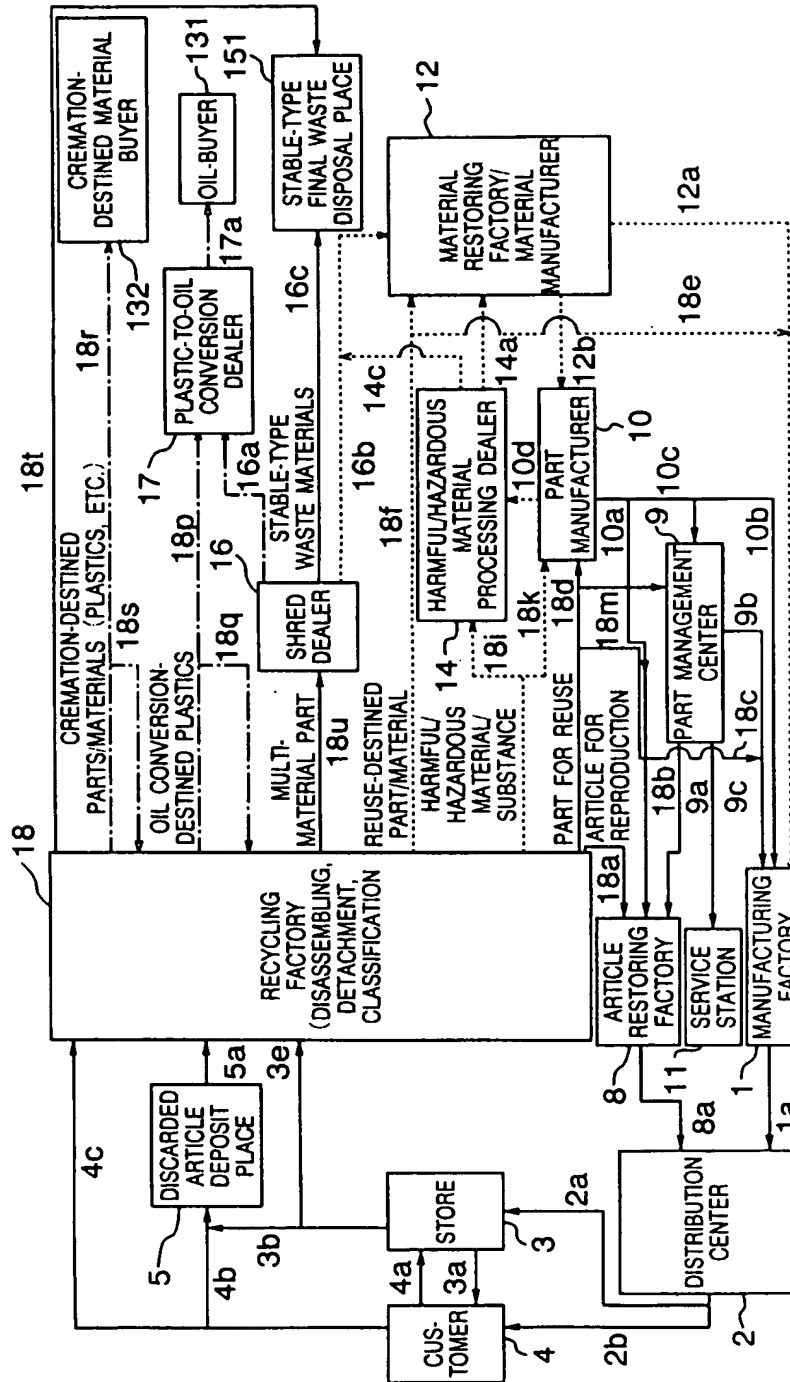 18t
CREMATION-
DESTINED
MATERIAL
BUYER
132
18r
CREMATION-DESTINED
PARTS/MATERIALS (PLASTICS, ETC.)
18s
OIL-BUYER
131
17a
PLASTIC-TO-OIL
CONVERSION
DEALER
17
18p
OIL CONVERSION-
DESTINED PLASTICS
18q
16a
STABLE-TYPE
FINAL WASTE
DISPOSAL PLACE
151
16c
STABLE-TYPE
WASTE MATERIALS
16
SHRED
DEALER
16b
MULTI-
MATERIAL PART
18u
18
RECYCLING
FACTORY
(DISASSEMBLING,
DETACHMENT,
CLASSIFICATION
4c
DISCARDED
ARTICLE
DEPOSIT
PLACE
5
5a
3e
3b
4b
REUSE-DESTINED
PART/MATERIAL
18f
14c
12
MATERIAL
RESTORING
FACTORY/
MATERIAL
MANUFACTURER
12a
18e
14a
12b
HARMFUL/HAZARDOUS
MATERIAL
PROCESSING DEALER
14
10d
18i
18k
HARMFUL/
HAZARDOUS
MATERIAL/
SUBSTANCE
PART
MANUFACTURER
10
10a
10c
18d
PART FOR REUSE
ARTICLE FOR
REPRODUCTION
18m
9
PART MANAGEMENT
CENTER
9b
10b
18c
18a
18b
9a
9c
ARTICLE
RESTORING
FACTORY
8
SERVICE
STATION
11
MANUFACTURING
FACTORY
1
8a
1a
STORE
3
4a
3a
2a
CUS-
TOMER
4
2b
DISTRIBUTION
CENTER
2